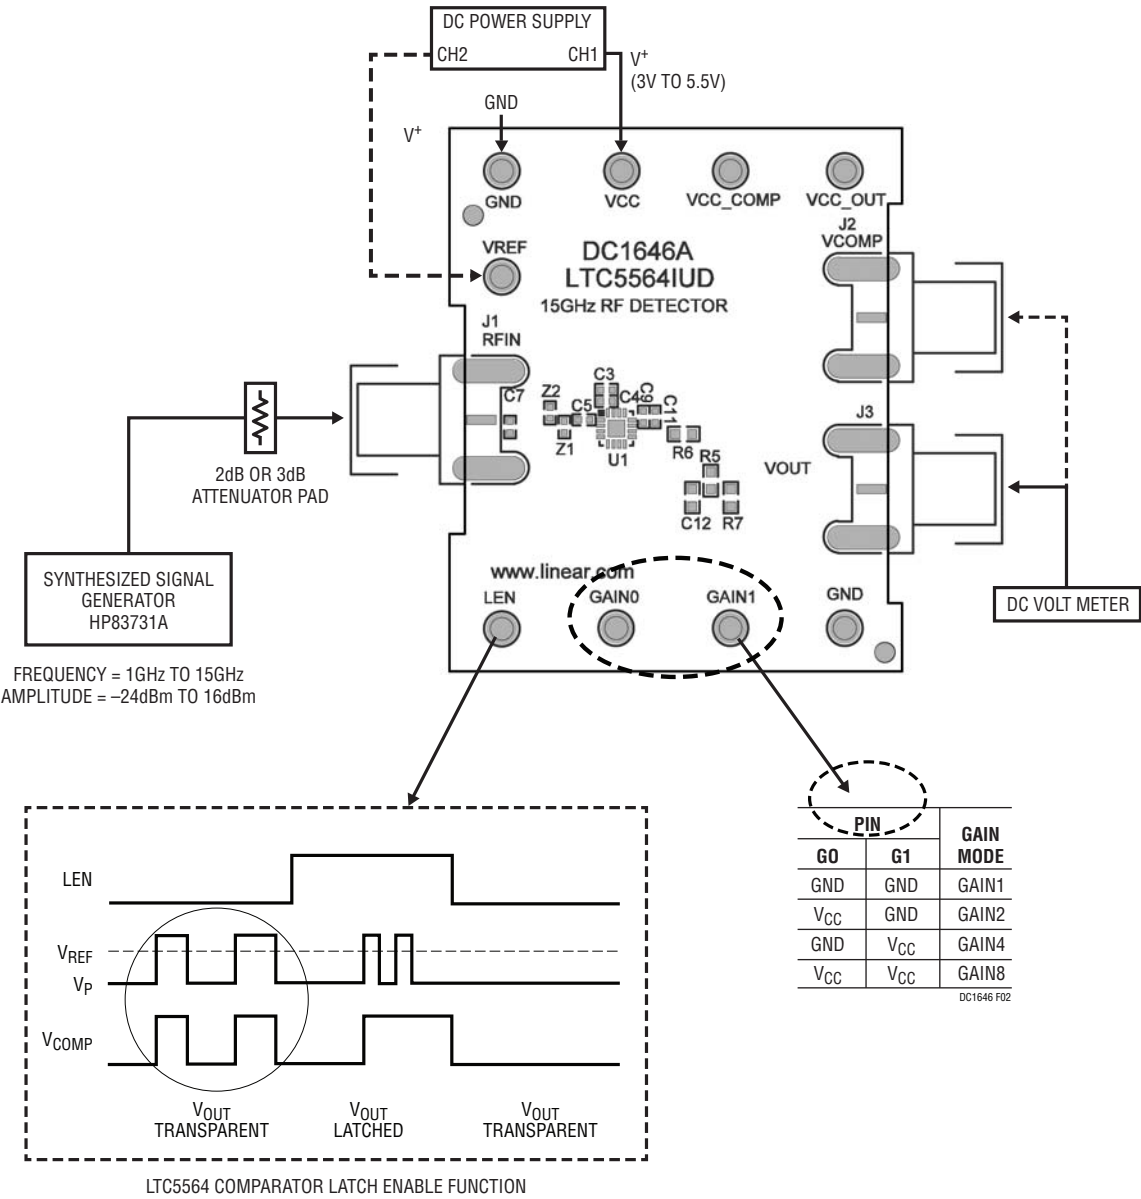 DC POWER SUPPLY
CH2 CH1
V+
(3V TO 5.5V)
GND
V+
GND VCC VCC_COMP VCC_OUT
J2
VCOMP
VREF
DC1646A
LTC5564IUD
15GHz RF DETECTOR
J1
RFIN
C3
C7 Z2 C5 C4 C9 C11
Z1 U1 R6 R5
J3
VOUT
C12 R7
2dB OR 3dB
ATTENUATOR PAD
SYNTHESIZED SIGNAL
GENERATOR
HP83731A
FREQUENCY = 1GHz TO 15GHz
AMPLITUDE = –24dBm TO 16dBm
www.linear.com
LEN GAIN0 GAIN1 GND
DC VOLT METER
PIN GAIN MODE
G0 G1
GND GND GAIN1
VCC GND GAIN2
GND VCC GAIN4
VCC VCC GAIN8
DC1646 F02
LEN
VREF
VP
VCOMP
VOUT
TRANSPARENT
VOUT
LATCHED
VOUT
TRANSPARENT
LTC5564 COMPARATOR LATCH ENABLE FUNCTION